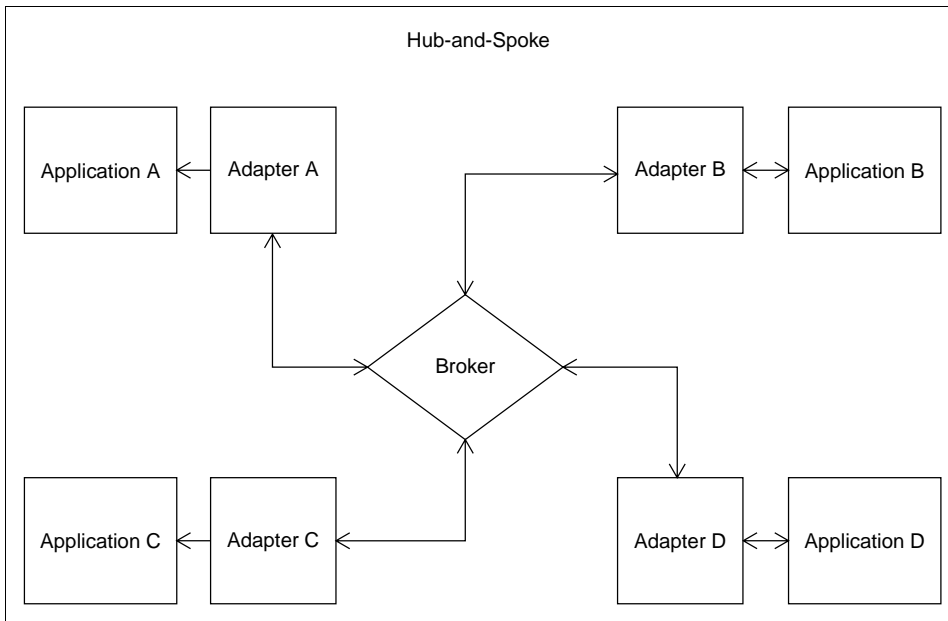 Hub-and-Spoke
Application A
Adapter A
Adapter B
Application B
Broker
Application C
Adapter C
Adapter D
Application D